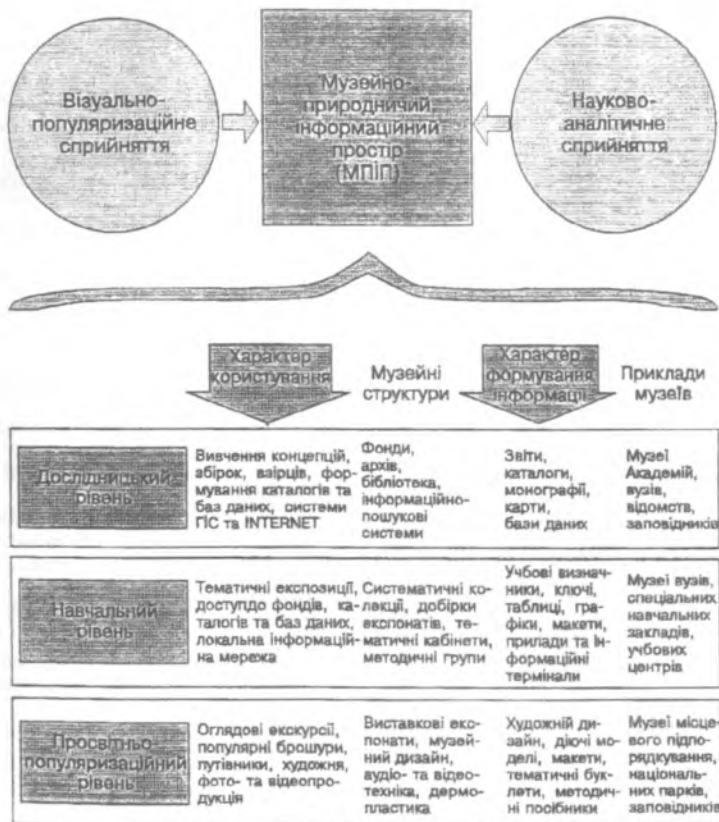 Візуально-
популяризаційне
сприйняття
Музейно-
природничий
інформаційний
простір
(МПІП)
Науково-
аналітичне
сприйняття
Характер
користування
Музейні
структури
Характер
формування
інформації
Приклади
музеїв
Дослідницький
рівень
Вивчення концепцій,
збірок, взірців, фор-
мування каталогів та
баз даних, системи
ГІС та INTERNET
Фонди,
архів,
бібліотека,
інформаційно-
пошукові
системи
Звіти,
каталоги,
монографії,
карти,
бази даних
Музеї
Академій,
вузів,
відомств,
заповідників
Навчальний
рівень
Тематичні експозиції,
доступдо фондів, ка-
талогів та баз даних,
локальна інформацій-
на мережа
Систематичні ко-
лекції, добірки
експонатів, те-
матичні кабінети,
методичні групи
Учбові визнач-
ники, ключі,
таблиці, гра-
фіки, макети,
прилади та ін-
формаційні
термінали
Музеї вузів,
спеціальних
навчальних
закладів,
учбових
центрів
Просвітньо-
популяризаційний
рівень
Оглядові екскурсії,
популярні брошури,
путівники, художня,
фото- та відеопро-
дукція
Виставкові екс-
понати, музей-
ний дизайн,
аудіо- та відео-
техніка, дермо-
пластика
Художній ди-
зайн, діючі мо-
делі, макети,
тематичні бук-
лети, методич-
ні посібники
Музеї місце-
вого підпо-
рядкування,
національ-
них парків,
заповідників